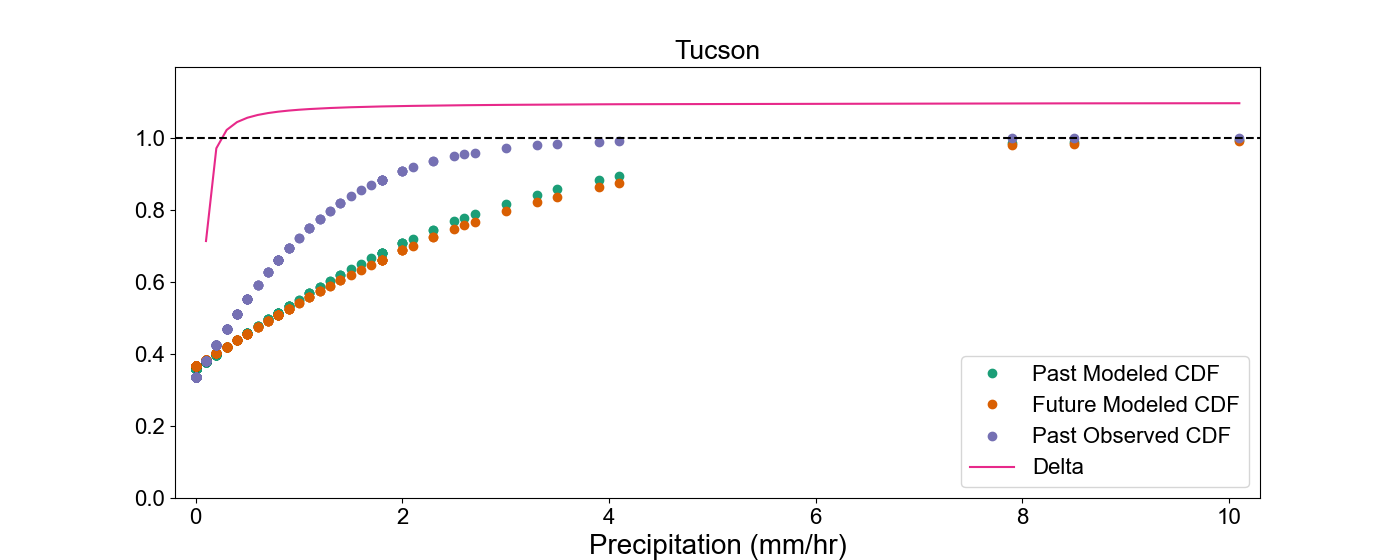 Tucson
1.0
0.8
0.6
0.4
0.2
0.0
0 2 4 6 8 10
Precipitation (mm/hr)
Past Modeled CDF
Future Modeled CDF
Past Observed CDF
Delta